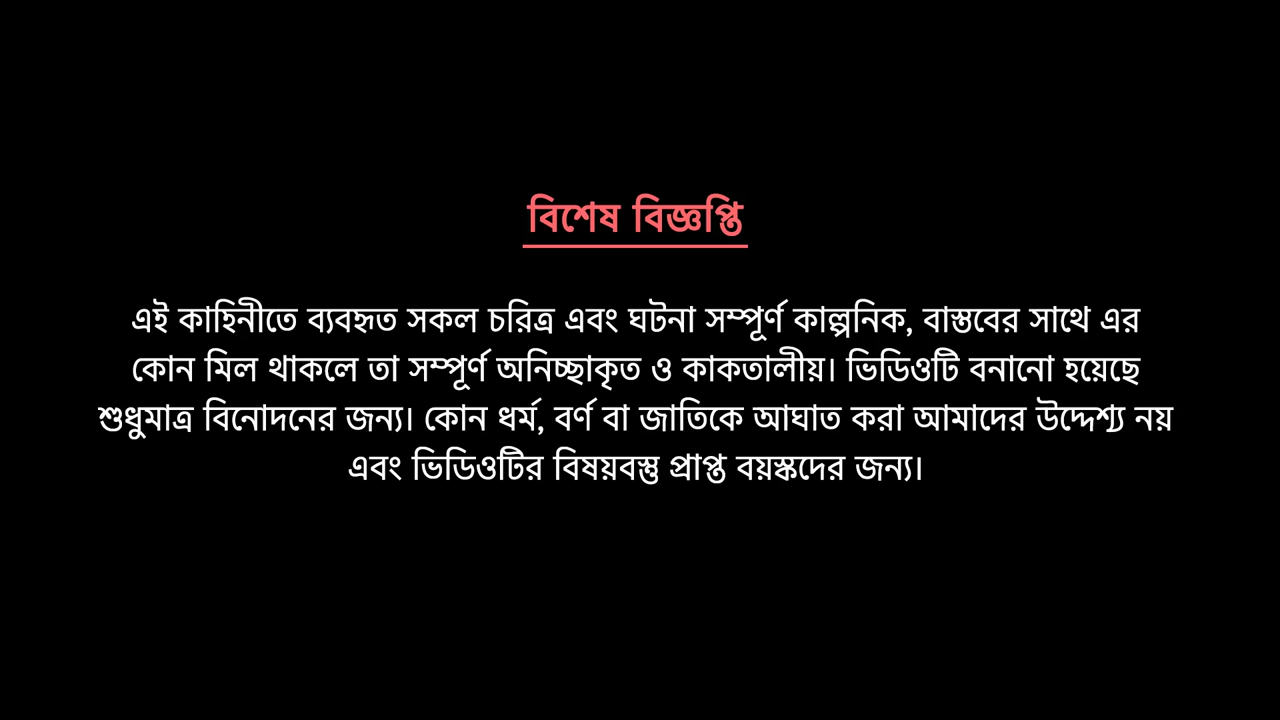 বিশেষ বিজ্ঞপ্তি
এই কাহিনীতে ব্যবহৃত সকল চরিত্র এবং ঘটনা সম্পূর্ণ কাল্পনিক, বাস্তবের সাথে এর
কোন মিল থাকলে তা সম্পূর্ণ অনিচ্ছাকৃত ও কাকতালীয়। ভিডিওটি বনানো হয়েছে
শুধুমাত্র বিনোদনের জন্য। কোন ধর্ম, বর্ণ বা জাতিকে আঘাত করা আমাদের উদ্দেশ্য নয়
এবং ভিডিওটির বিষয়বস্তু প্রাপ্ত বয়স্কদের জন্য।